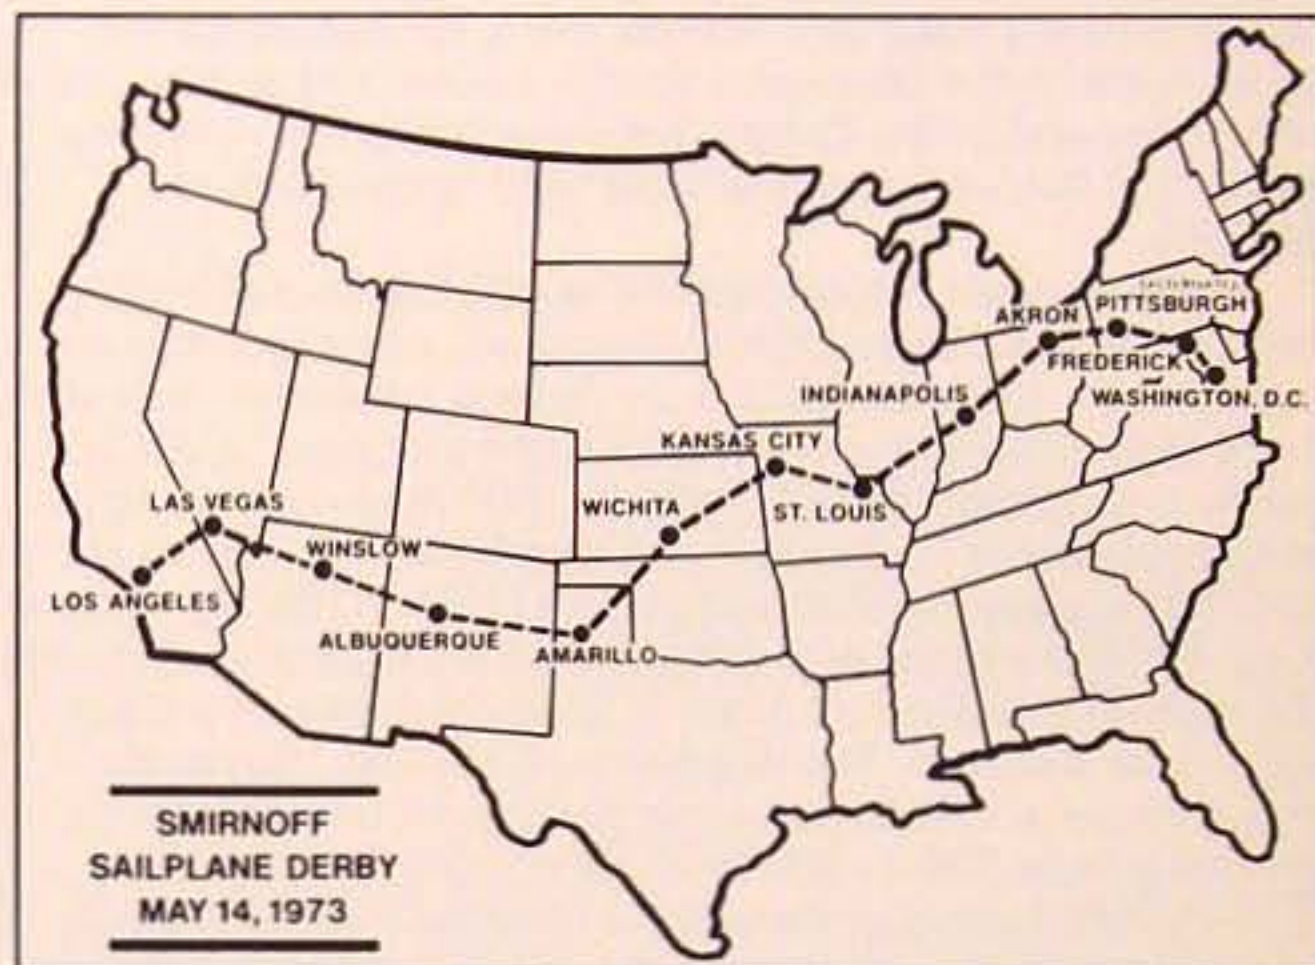 PITTSBURGH
AKRON
FREDERICK
WASHINGTON, D.C.
INDIANAPOLIS
KANSAS CITY
LAS VEGAS
WICHITA
ST. LOUIS
WINSLOW
LOS ANGELES
ALBUQUERQUE
AMARILLO
SMIRNOFF
SAILPLANE DERBY
MAY 14, 1973